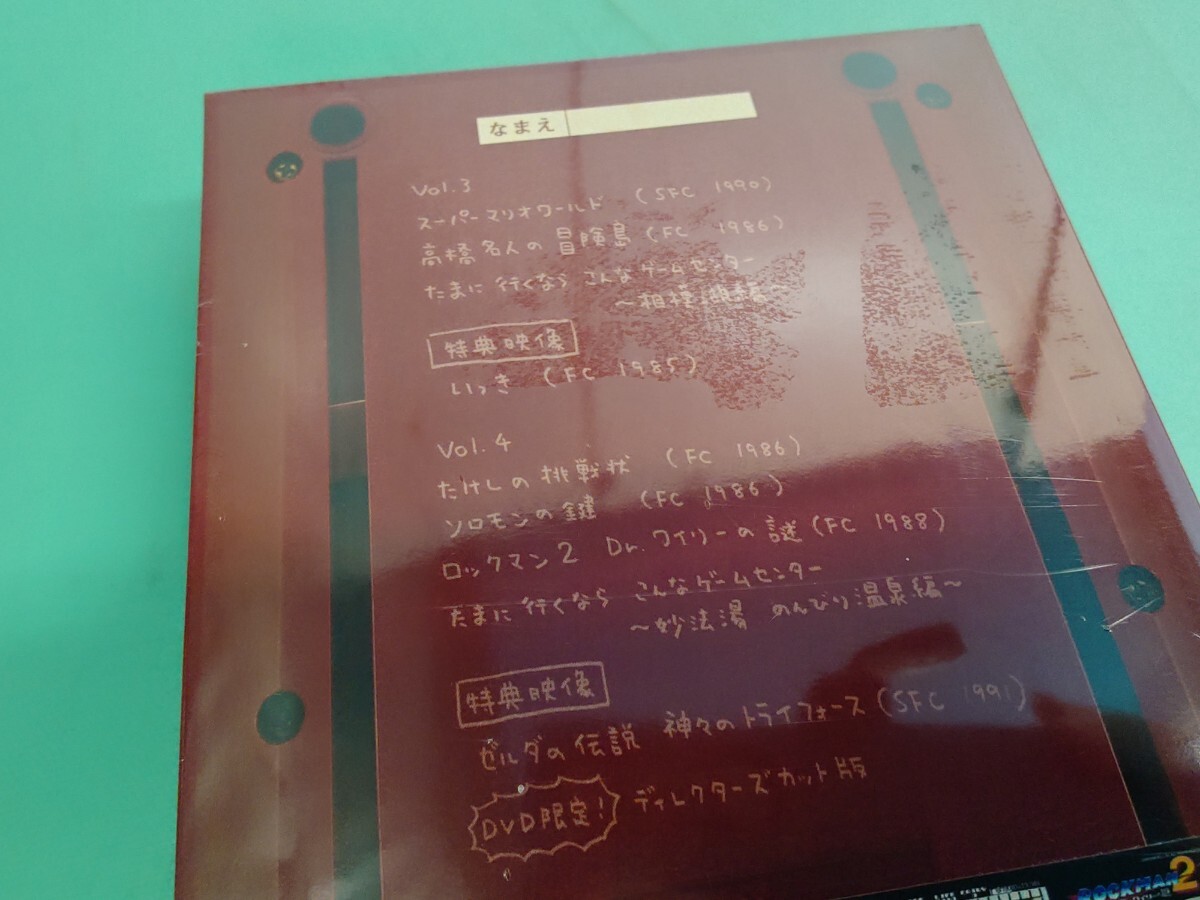 なまえ
Vol.3
スーパーマリオワールド (SFC 1990)
高橋名人の冒険島 (FC 1986)
たまに行くなら こんなゲームセンター
～相模湖編～
特典映像
いっき (FC 1985)
Vol.4
たけしの挑戦状 (FC 1986)
ソロモンの鍵 (FC 1986)
ロックマン2 Dr.ワイリーの謎 (FC 1988)
たまに行くなら こんなゲームセンター
～妙法湯 のんびり温泉編～
特典映像
ゼルダの伝説 神々のトライフォース (SFC 1991)
DVD限定! ディレクターズカット版
ROCKMAN 2